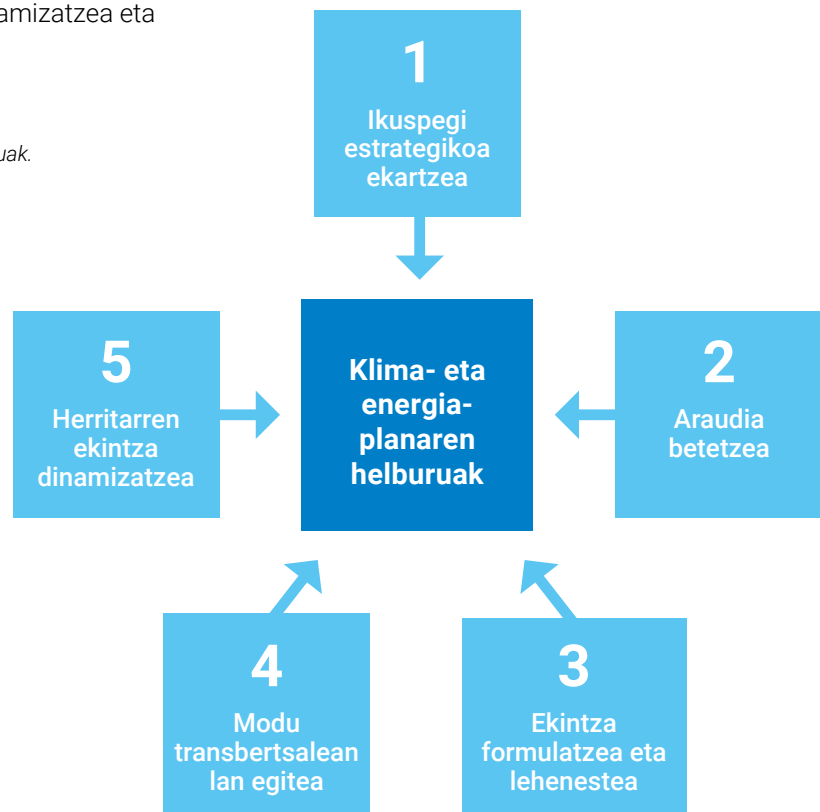 amizatzea eta
uak.
1
Ikuspegi
estrategikoa
ekartzea
5
Herritarren
ekintza
dinamizatzea
Klima- eta
energia-
planaren
helburuak
2
Araudia
betetzea
4
Modu
transbertsalean
lan egitea
3
Ekintza
formulatzea eta
lehenestea